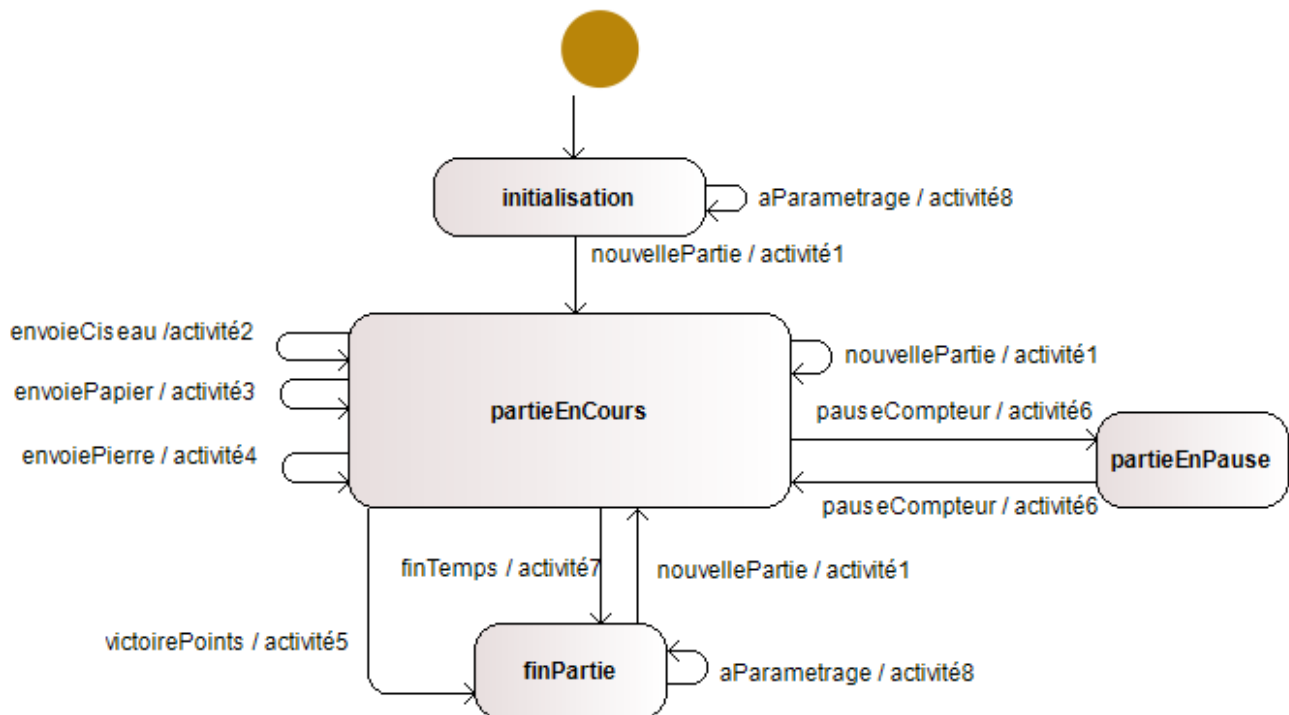 initialisation
aParametrage / activité8
nouvellePartie / activité1
envoieCiseau /activité2
nouvellePartie / activité1
envoiePapier / activité3
partieEnCours
pauseCompteur / activité6
envoiePierre / activité4
partieEnPause
pauseCompteur / activité6
finTemps / activité7
nouvellePartie / activité1
victoirePoints / activité5
finPartie
aParametrage / activité8